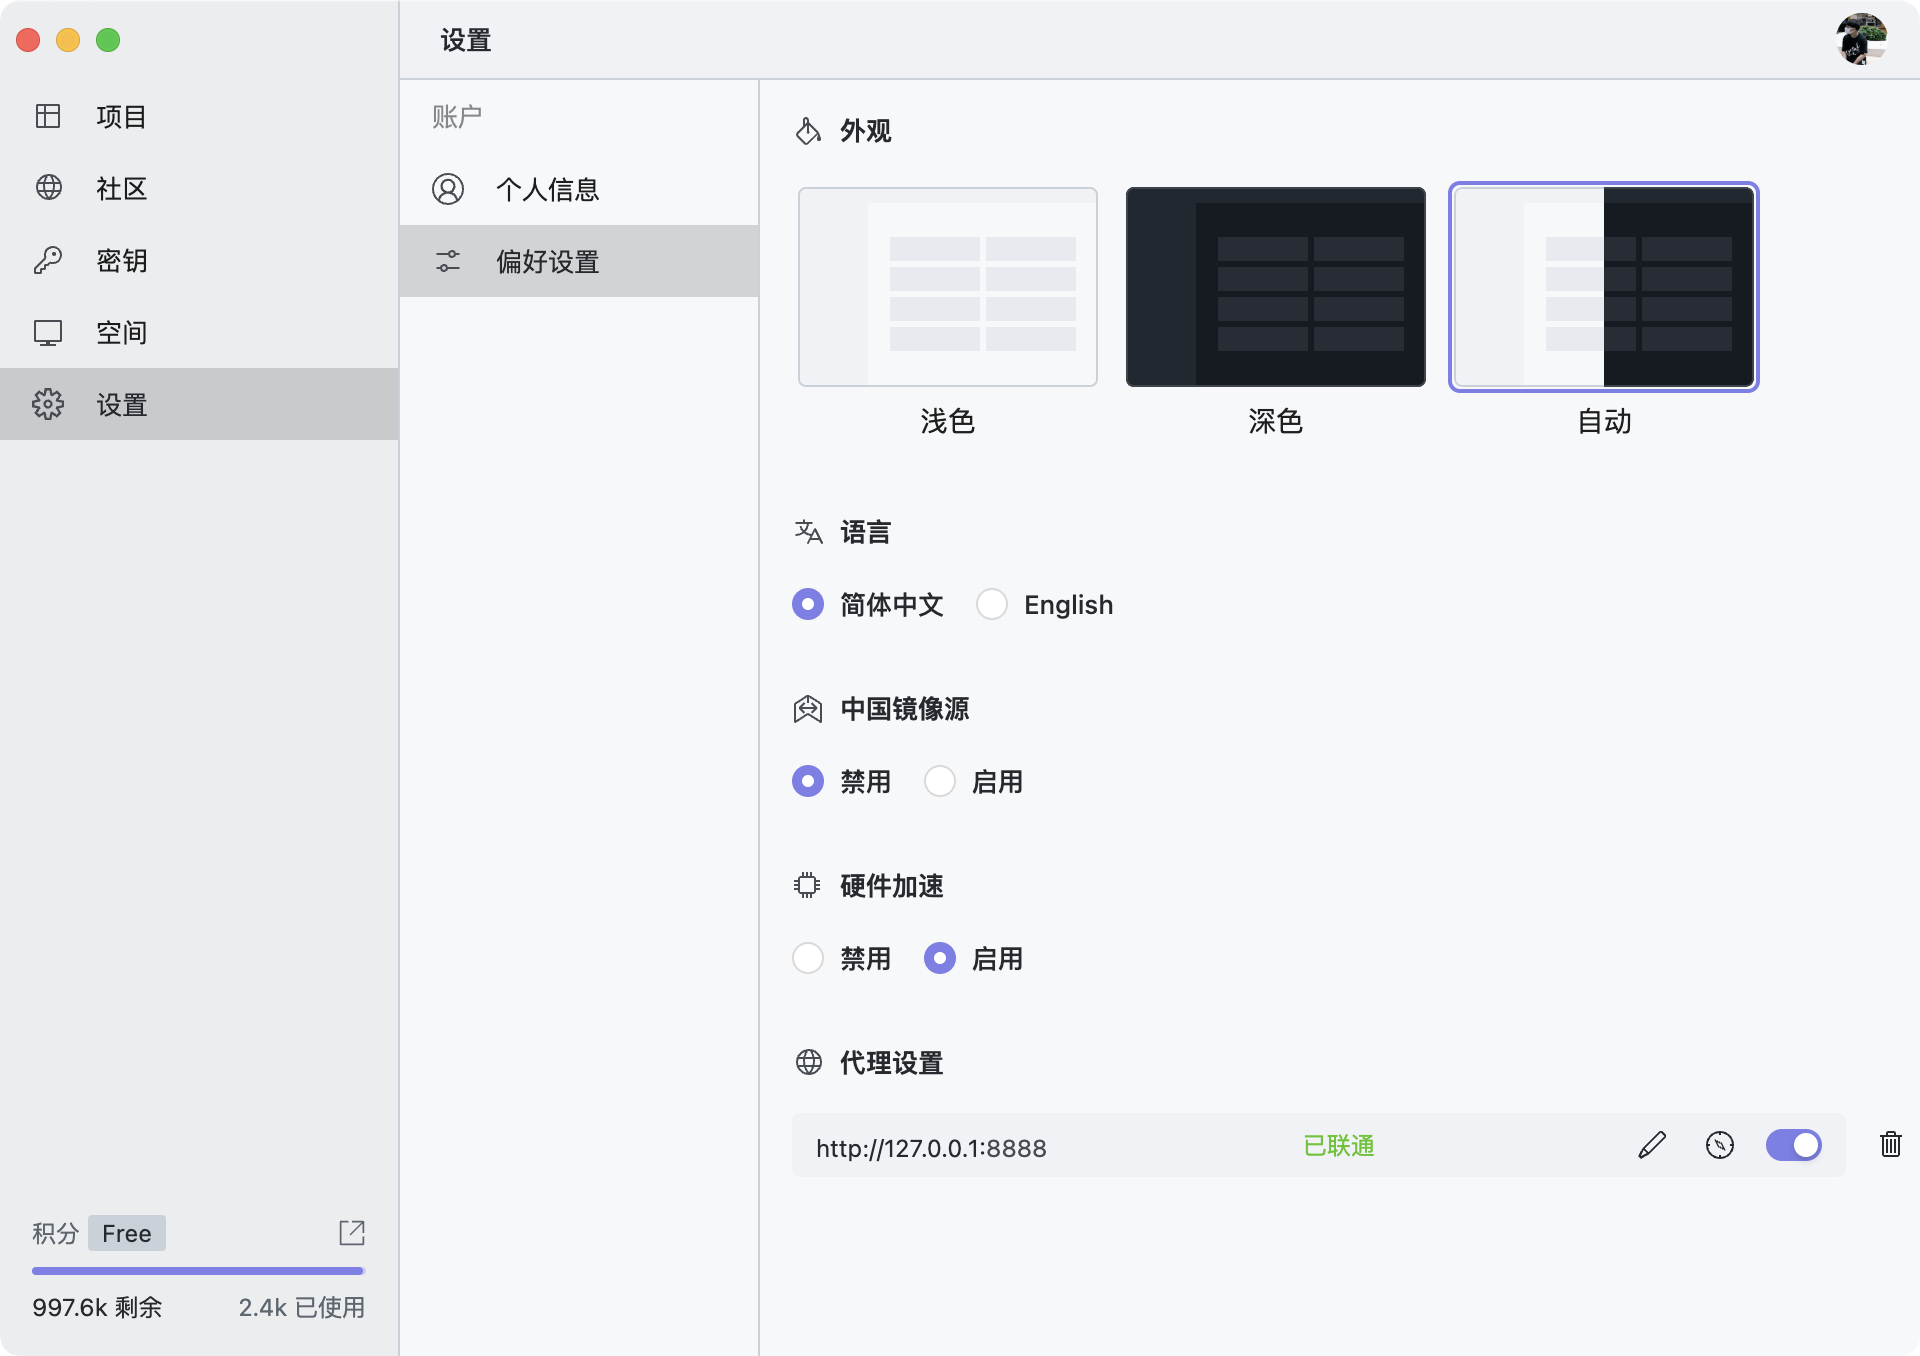 设置
项目
社区
密钥
空间
设置
积分 Free
997.6k 剩余 2.4k 已使用
账户
个人信息
偏好设置
外观
浅色 深色 自动
语言
简体中文 English
中国镜像源
禁用 启用
硬件加速
禁用 启用
代理设置
http://127.0.0.1:8888 已联通